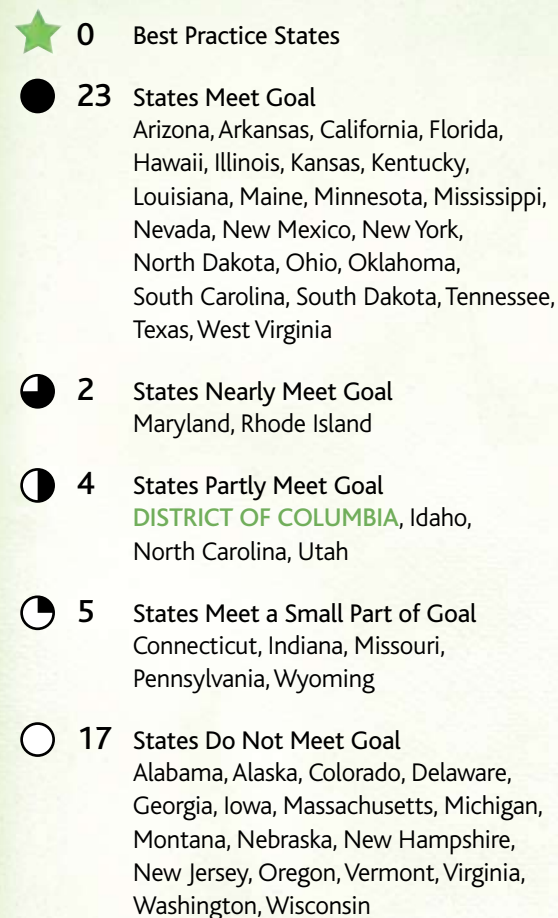 0 Best Practice States
23 States Meet Goal
Arizona, Arkansas, California, Florida,
Hawaii, Illinois, Kansas, Kentucky,
Louisiana, Maine, Minnesota, Mississippi,
Nevada, New Mexico, New York,
North Dakota, Ohio, Oklahoma,
South Carolina, South Dakota, Tennessee,
Texas, West Virginia
2 States Nearly Meet Goal
Maryland, Rhode Island
4 States Partly Meet Goal
DISTRICT OF COLUMBIA, Idaho,
North Carolina, Utah
5 States Meet a Small Part of Goal
Connecticut, Indiana, Missouri,
Pennsylvania, Wyoming
17 States Do Not Meet Goal
Alabama, Alaska, Colorado, Delaware,
Georgia, Iowa, Massachusetts, Michigan,
Montana, Nebraska, New Hampshire,
New Jersey, Oregon, Vermont, Virginia,
Washington, Wisconsin